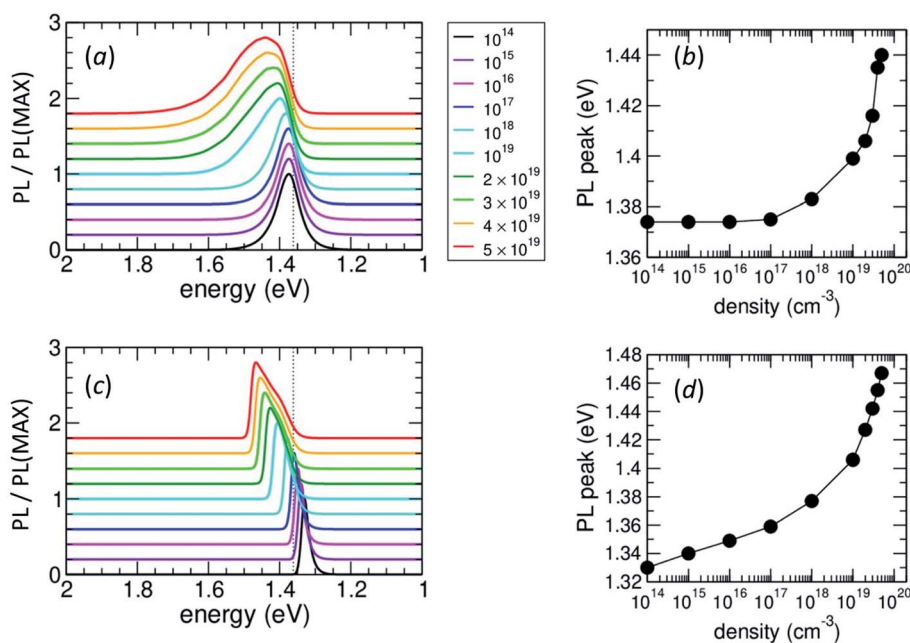 3
(a)
2
PL / PL(MAX)
1
0
2 1.8 1.6 1.4 1.2 1
energy (eV)
10^14
10^15
10^16
10^17
10^18
10^19
2 × 10^19
3 × 10^19
4 × 10^19
5 × 10^19
(b)
PL peak (eV)
1.44
1.42
1.4
1.38
1.36
10^14 10^15 10^16 10^17 10^18 10^19 10^20
density (cm^-3)
3
(c)
2
PL / PL(MAX)
1
0
2 1.8 1.6 1.4 1.2 1
energy (eV)
(d)
PL peak (eV)
1.48
1.46
1.44
1.42
1.4
1.38
1.36
1.34
1.32
10^14 10^15 10^16 10^17 10^18 10^19 10^20
density (cm^-3)